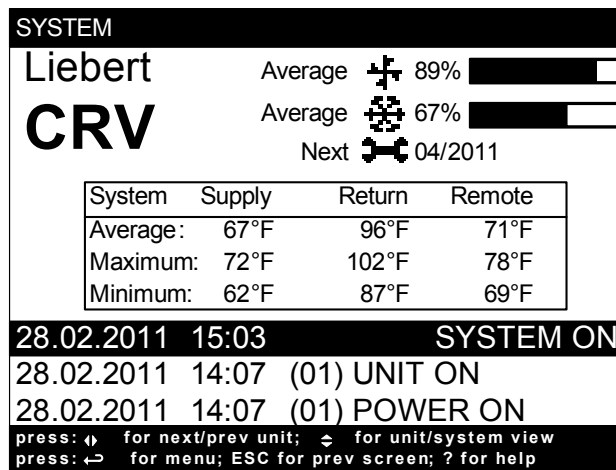 SYSTEM
Liebert
CRV
Average 89%
Average 67%
Next 04/2011
System Supply Return Remote
Average: 67°F 96°F 71°F
Maximum: 72°F 102°F 78°F
Minimum: 62°F 87°F 69°F
28.02.2011 15:03 SYSTEM ON
28.02.2011 14:07 (01) UNIT ON
28.02.2011 14:07 (01) POWER ON
press: for next/prev unit; for unit/system view
press: ↵ for menu; ESC for prev screen; ? for help